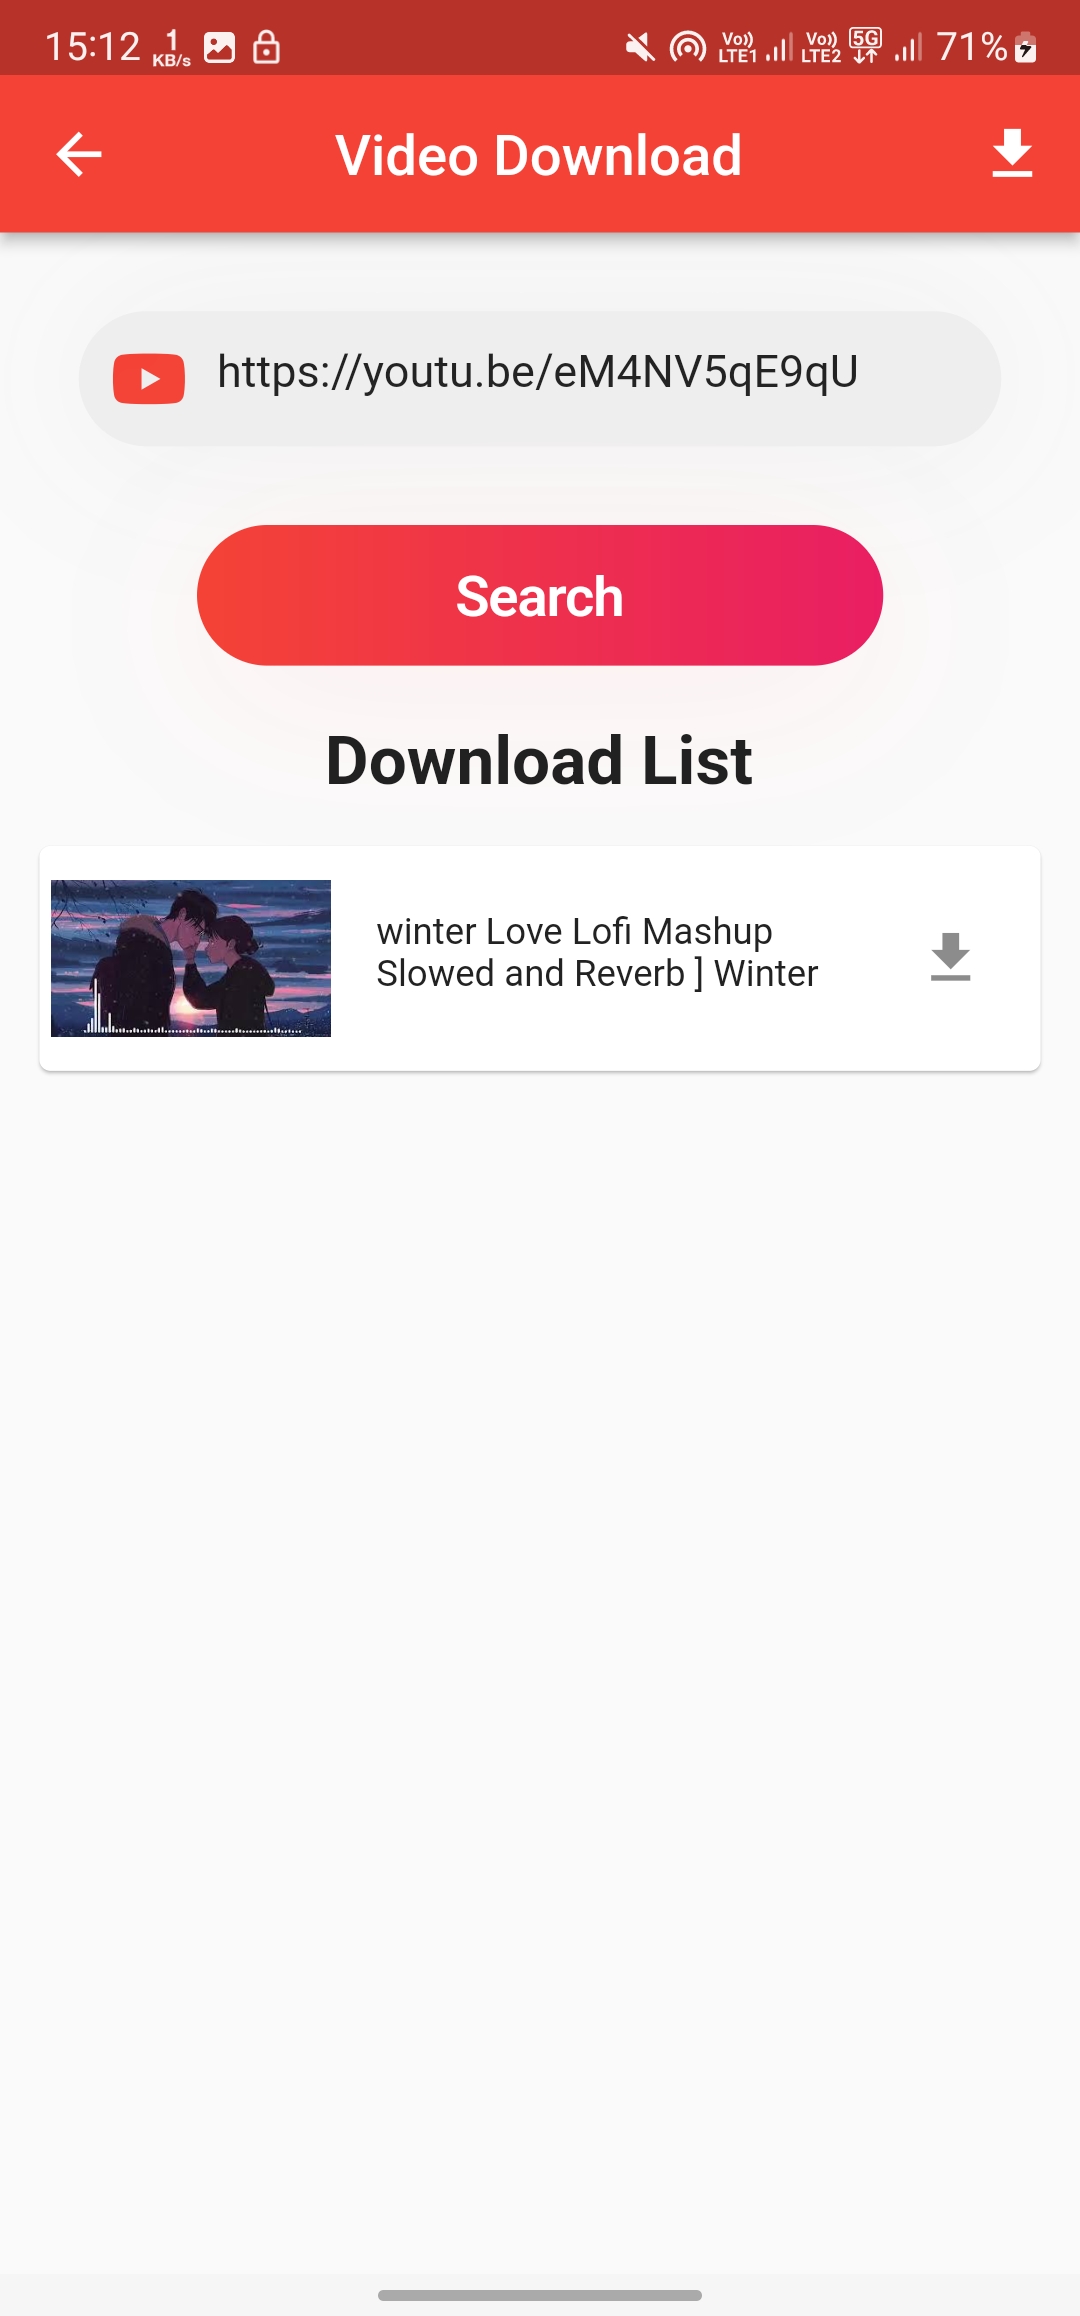 15:12 1 KB/s Vo)) LTE1 Vo)) LTE2 5G 71%
Video Download
https://youtu.be/eM4NV5qE9qU
Search
Download List
winter Love Lofi Mashup
Slowed and Reverb ] Winter